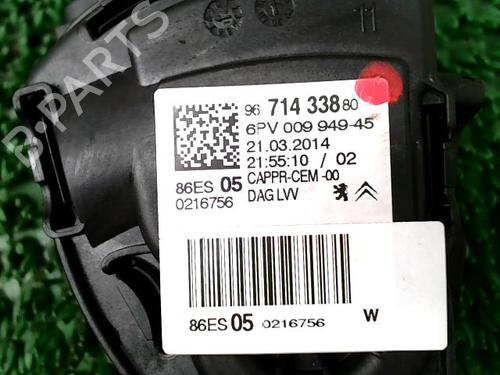 B-PARTS
11
96 714 338 80
6PV 009 949-45
21.03.2014
21:55:10 / 02
86ES 05 CAPPR-CEM -00
0216756 DAG LVV
86ES 05 0216756 W